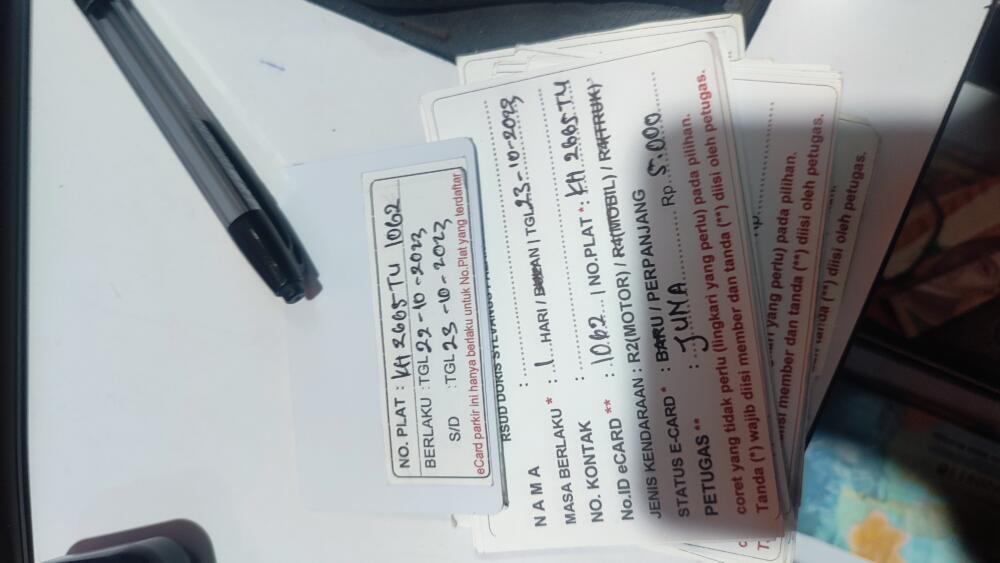 NO. PLAT : KH 2605 TU 1062
BERLAKU : TGL 22-10-2023
S/D : TGL 23-10-2023
eCard parkir ini hanya berlaku untuk No.Plat yang terdaftar
RSUD DORIS SYLVANUS
N A M A :
MASA BERLAKU * : 1 HARI / BULAN | TGL 23-10-2023
NO. KONTAK :
No.ID eCARD ** : 1062 | NO.PLAT * : KH 2605 TU
JENIS KENDARAAN : R2(MOTOR) / R4(MOBIL) / R4(TRUK)
STATUS E-CARD * : BARU / PERPANJANG
PETUGAS ** : JUNA Rp. 5.000
coret yang tidak perlu (lingkari yang perlu) pada pilihan.
Tanda (*) wajib diisi member dan tanda (**) diisi oleh petugas.
yang perlu) pada pilihan.
member dan tanda (**) diisi oleh petugas.
tanda (**) diisi oleh petugas.